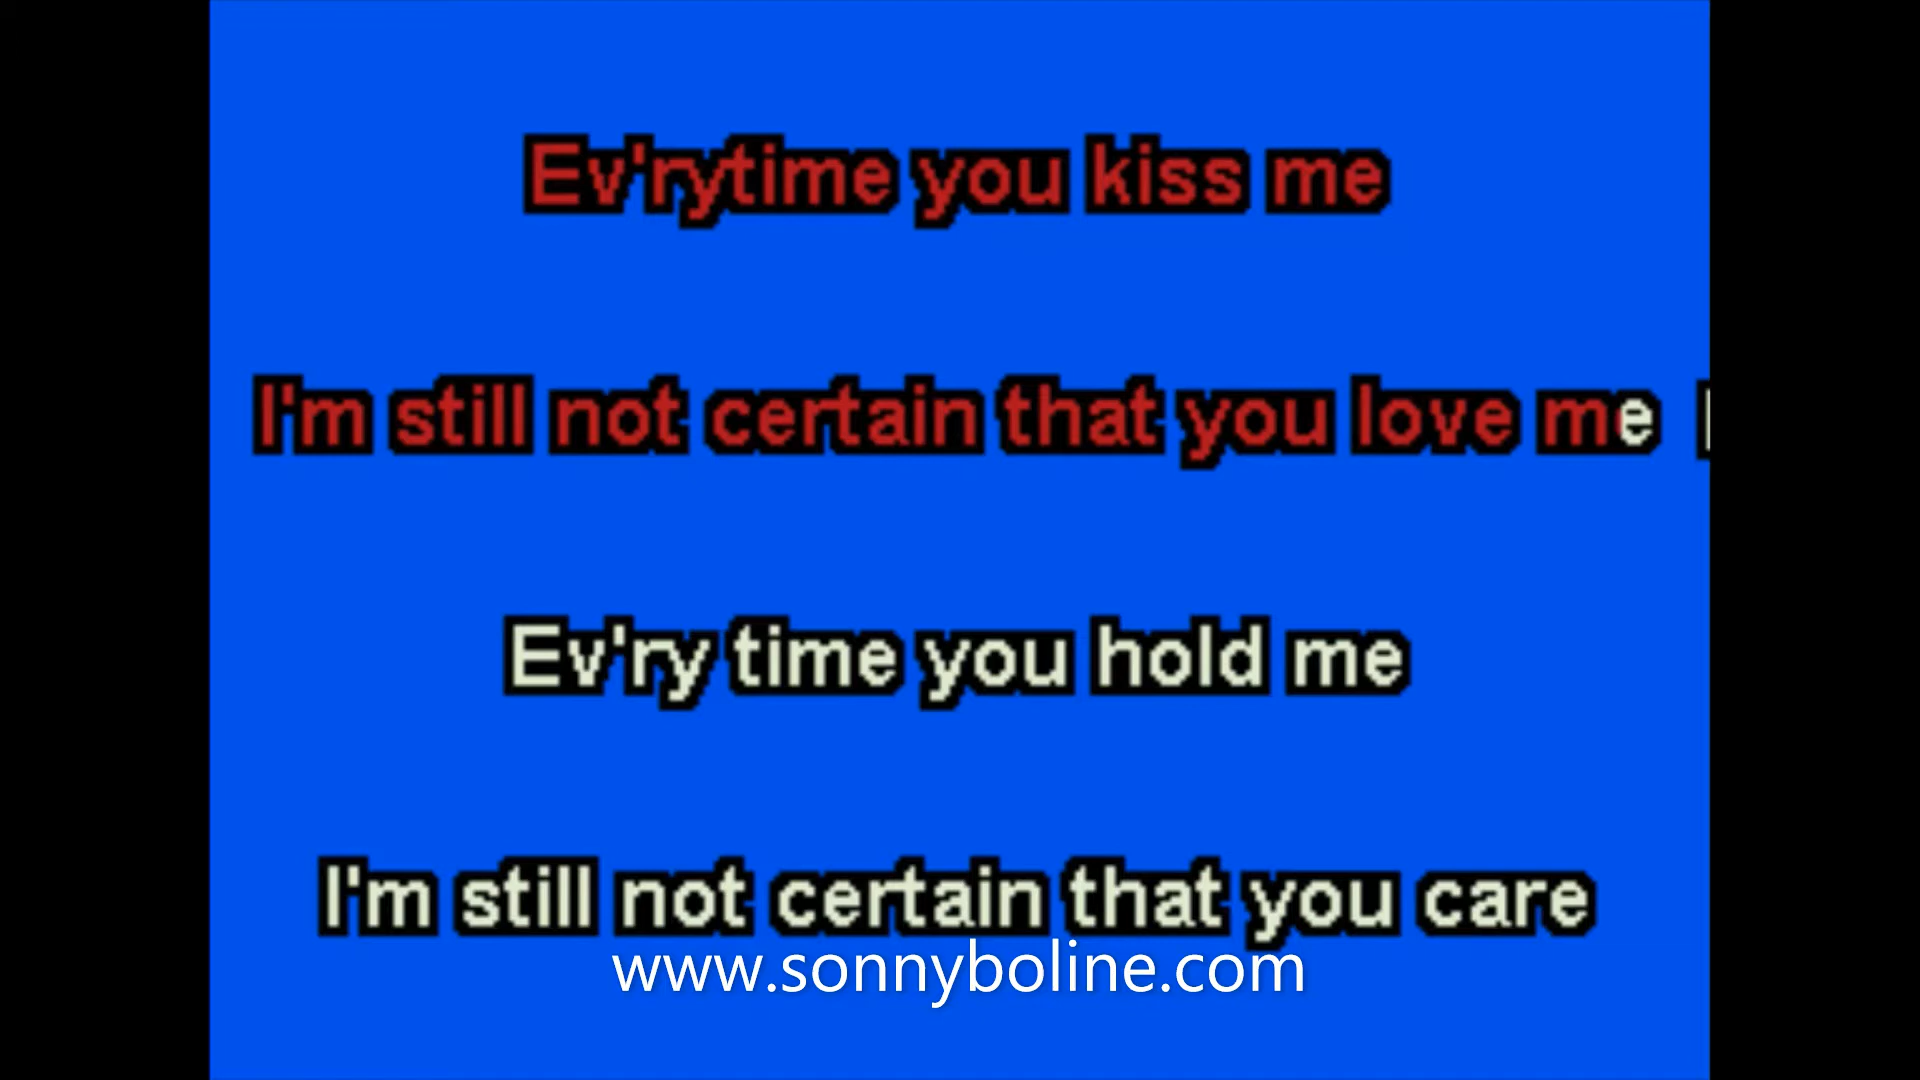 Ev'rytime you kiss me
I'm still not certain that you love me
Ev'ry time you hold me
I'm still not certain that you care
www.sonnyboline.com